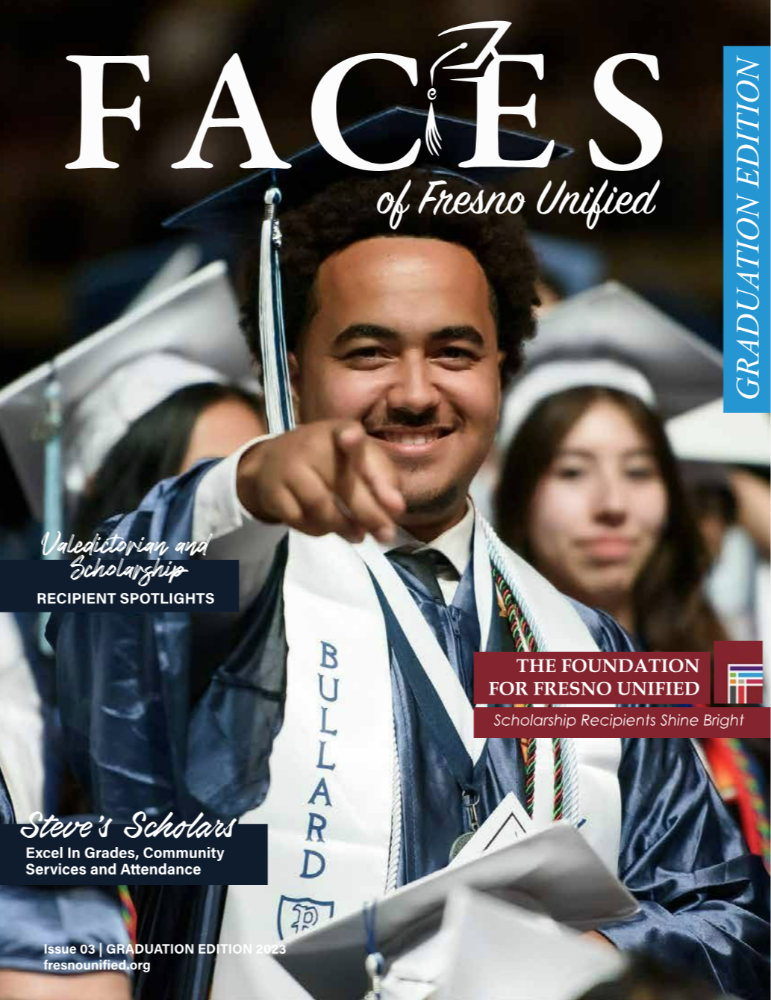 FACES
of Fresno Unified
GRADUATION EDITION
Valedictorian and
Scholarship
RECIPIENT SPOTLIGHTS
BULLARD
B
THE FOUNDATION
FOR FRESNO UNIFIED
Scholarship Recipients Shine Bright
Steve's Scholars
Excel In Grades, Community
Services and Attendance
Issue 03 | GRADUATION EDITION 2023
fresnounified.org